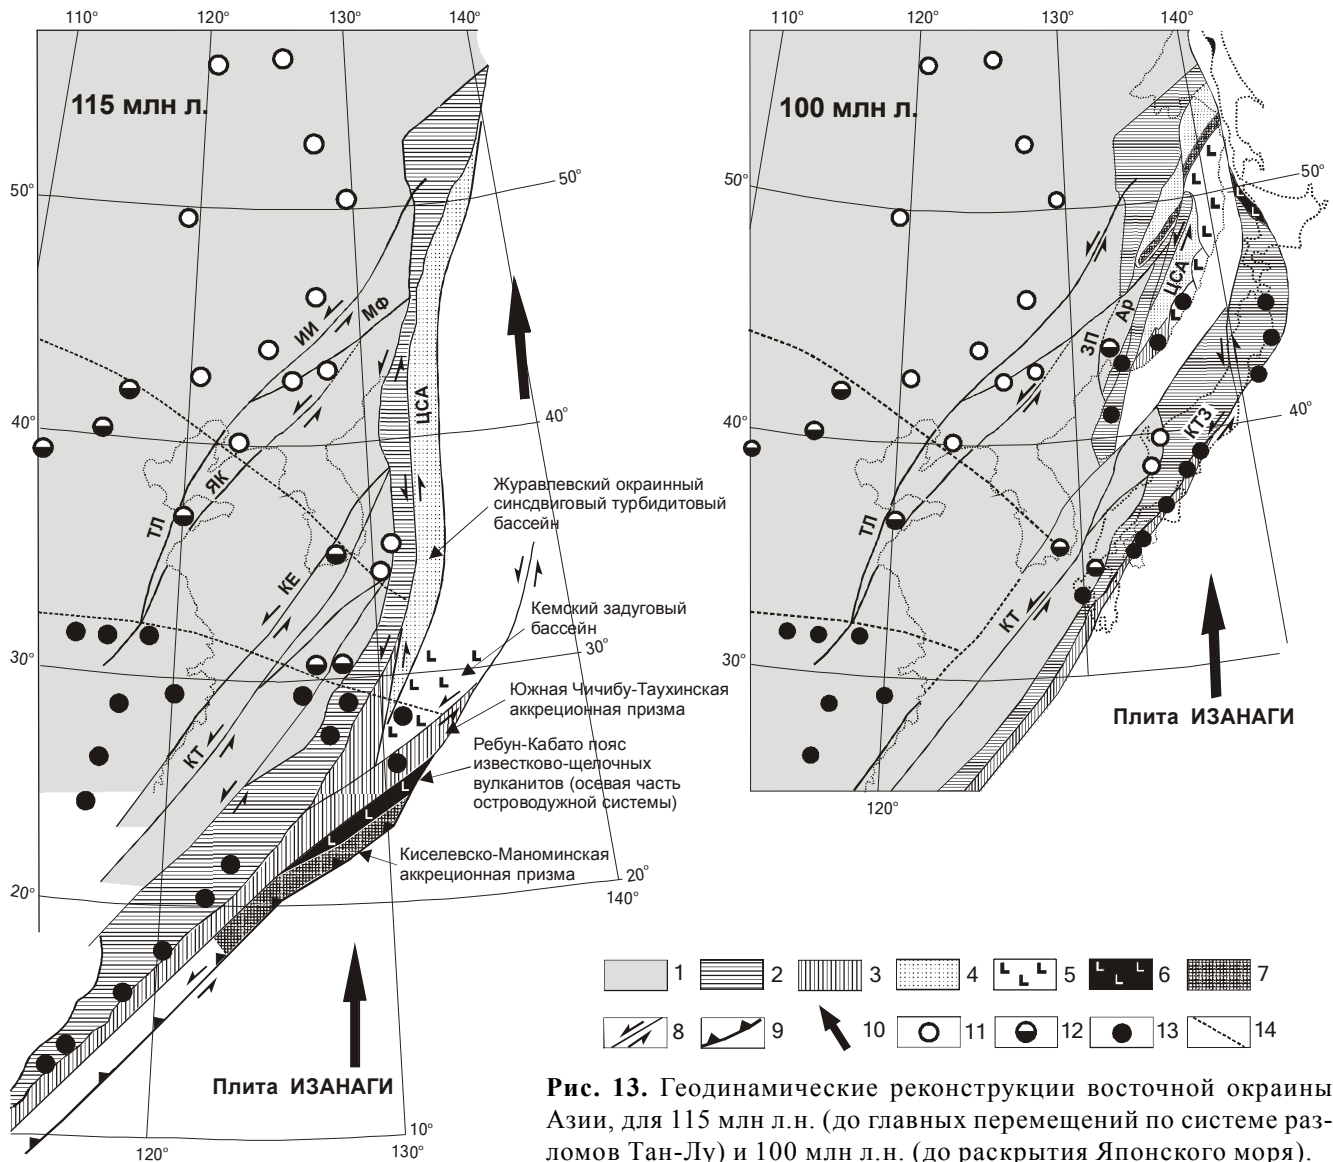 110° 120° 130° 140°
115 млн л.
50°
50°
ИИ
МФ
40°
40°
ЦСА
ЯК
ТЛ
КЕ
КТ
30°
30°
Журавлевский окраинный
синсдвиговый турбидитовый
бассейн
Кемский задуговый
бассейн
Южная Чичибу-Таухинская
аккреционная призма
Ребун-Кабато пояс
известково-щелочных
вулканитов (осевая часть
островодужной системы)
Киселевско-Маноминская
аккреционная призма
20°
20°
140°
Плита ИЗАНАГИ
10°
120° 130°
110° 120° 130° 140°
100 млн л.
50°
50°
ЦСА
Ар
ЗП
40°
40°
КТЗ
ТЛ
КТ
30°
30°
Плита ИЗАНАГИ
120°
1 2 3 4 5 6 7
8 9 10 11 12 13 14
Рис. 13. Геодинамические реконструкции восточной окраины
Азии, для 115 млн л.н. (до главных перемещений по системе раз-
ломов Тан-Лу) и 100 млн л.н. (до раскрытия Японского моря).